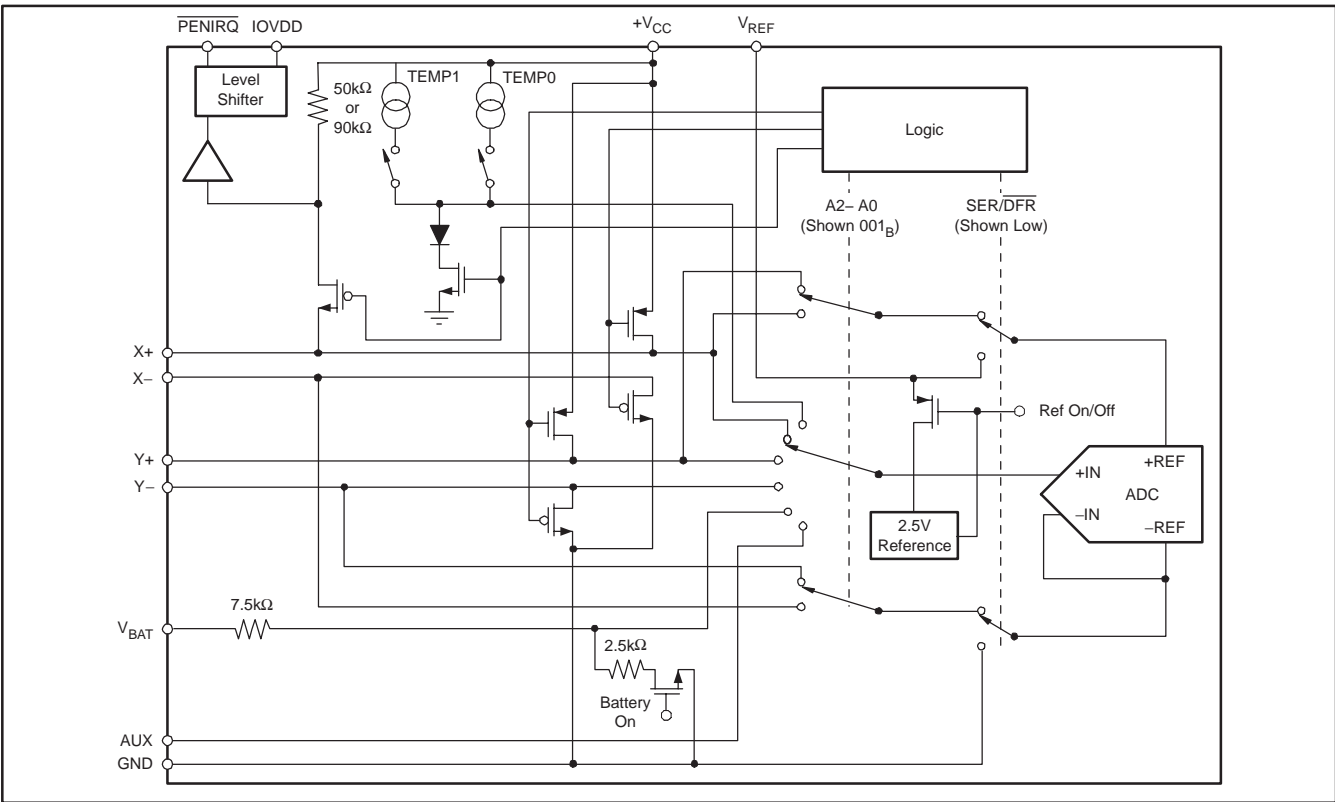 PENIRQ IOVDD +VCC VREF
Level
Shifter
50kΩ
or
90kΩ
TEMP1 TEMP0
Logic
A2– A0
(Shown 001B)
SER/DFR
(Shown Low)
X+
X–
Ref On/Off
Y+
Y–
+IN
–IN
+REF
ADC
–REF
2.5V
Reference
7.5kΩ
VBAT
2.5kΩ
Battery
On
AUX
GND